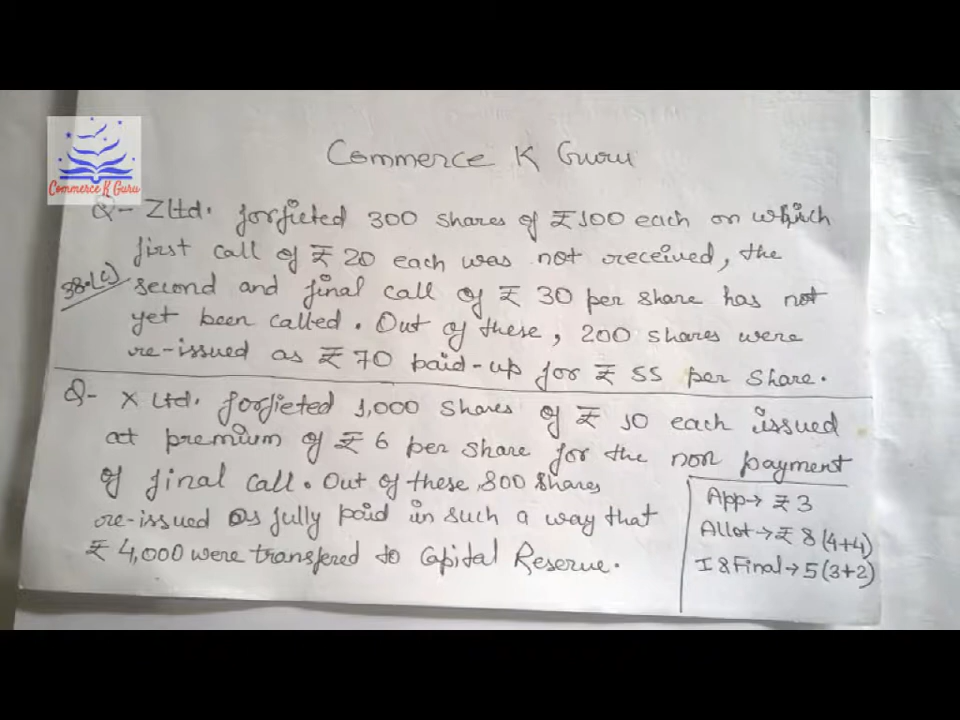 Commerce K Guru
Commerce K Guru
Q- Z Ltd. forfieted 300 shares of ₹100 each on which
first call of ₹ 20 each was not received, the
38.(c)
second and final call of ₹ 30 per share has not
yet been called. Out of these, 200 shares were
re-issued as ₹ 70 paid-up for ₹ 55 per share.
Q- X Ltd. forfieted 1,000 shares of ₹ 10 each issued
at premium of ₹ 6 per share for the non payment
of final call. Out of these 800 shares
re-issued as fully paid in such a way that
₹ 4,000 were transfered to Capital Reserve.
App→ ₹ 3
Allot→ ₹ 8 (4+4)
I & Final→ 5 (3+2)